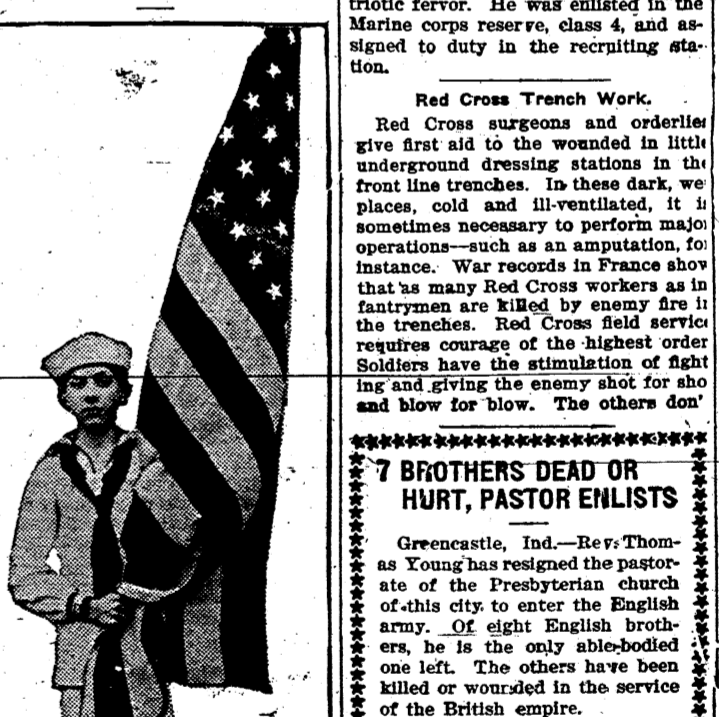 triotic fervor. He was enlisted in the
Marine corps reserve, class 4, and as-
signed to duty in the recruiting sta-
tion.
Red Cross Trench Work.
Red Cross surgeons and orderlies
give first aid to the wounded in little
underground dressing stations in the
front line trenches. In these dark, we
places, cold and ill-ventilated, it is
sometimes necessary to perform major
operations—such as an amputation, for
instance. War records in France show
that as many Red Cross workers as in
fantrymen are killed by enemy fire in
the trenches. Red Cross field service
requires courage of the highest order
Soldiers have the stimulation of fight
ing and giving the enemy shot for sho
and blow for blow. The others don'
7 BROTHERS DEAD OR
HURT, PASTOR ENLISTS
Greencastle, Ind.—Rev. Thom-
as Young has resigned the pastor-
ate of the Presbyterian church
of this city to enter the English
army. Of eight English broth-
ers, he is the only able-bodied
one left. The others have been
killed or wounded in the service
of the British empire.